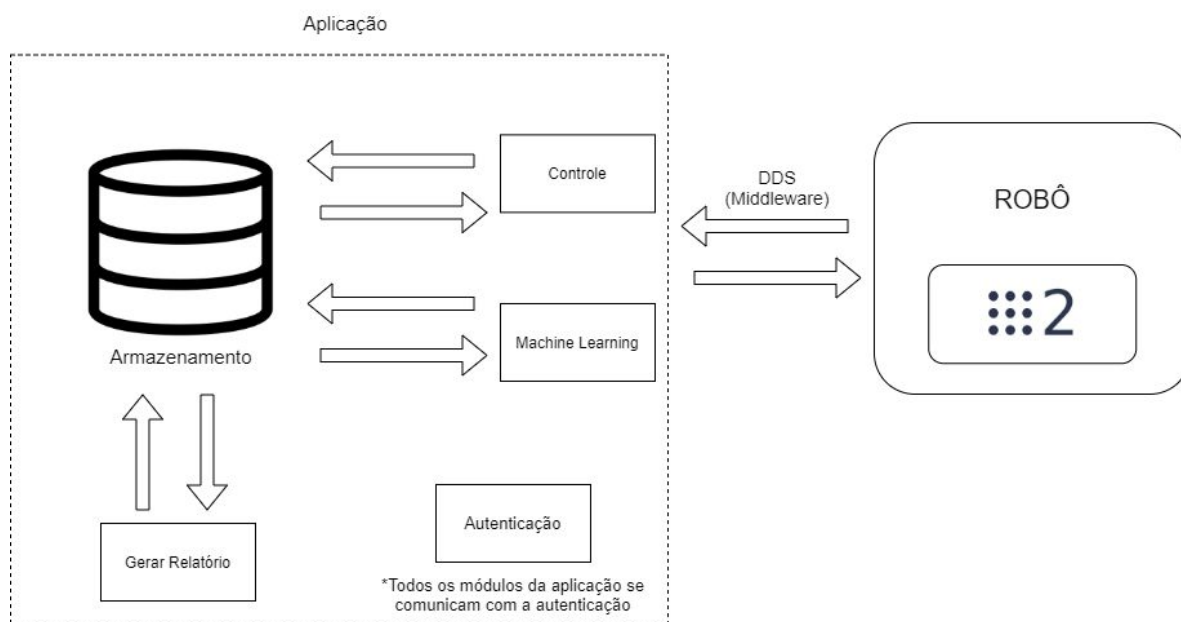 Aplicação
Controle
DDS
(Middleware)
ROBÔ
2
Machine Learning
Armazenamento
Gerar Relatório
Autenticação
*Todos os módulos da aplicação se
comunicam com a autenticação